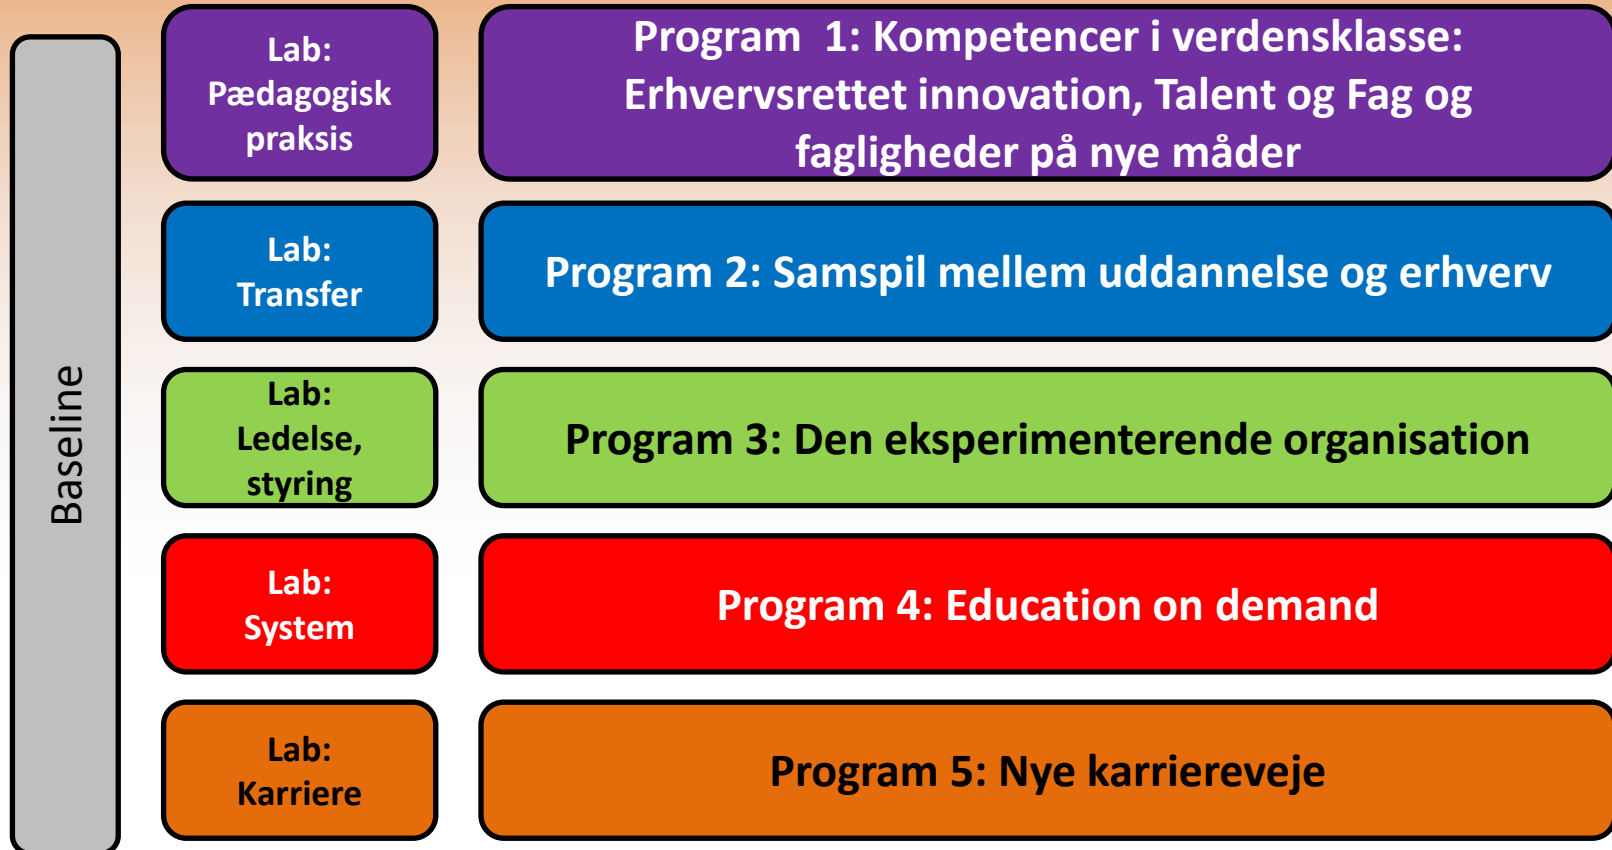 Baseline
Lab:
Pædagogisk
praksis
Program  1: Kompetencer i verdensklasse:
Erhvervsrettet innovation, Talent og Fag og
fagligheder på nye måder
Lab:
Transfer
Program 2: Samspil mellem uddannelse og erhverv
Lab:
Ledelse,
styring
Program 3: Den eksperimenterende organisation
Lab:
System
Program 4: Education on demand
Lab:
Karriere
Program 5: Nye karriereveje